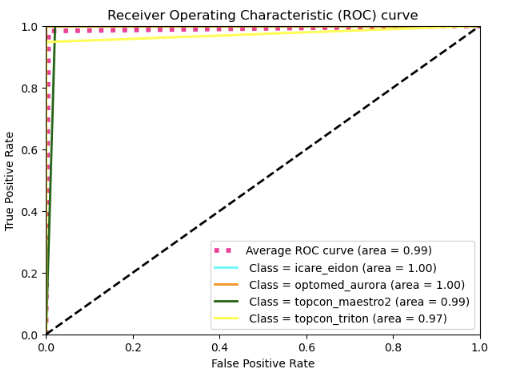 Receiver Operating Characteristic (ROC) curve
1.0
0.8
0.6
0.4
0.2
0.0
True Positive Rate
Average ROC curve (area = 0.99)
Class = icare_eidon (area = 1.00)
Class = optomed_aurora (area = 1.00)
Class = topcon_maestro2 (area = 0.99)
Class = topcon_triton (area = 0.97)
0.0 0.2 0.4 0.6 0.8 1.0
False Positive Rate